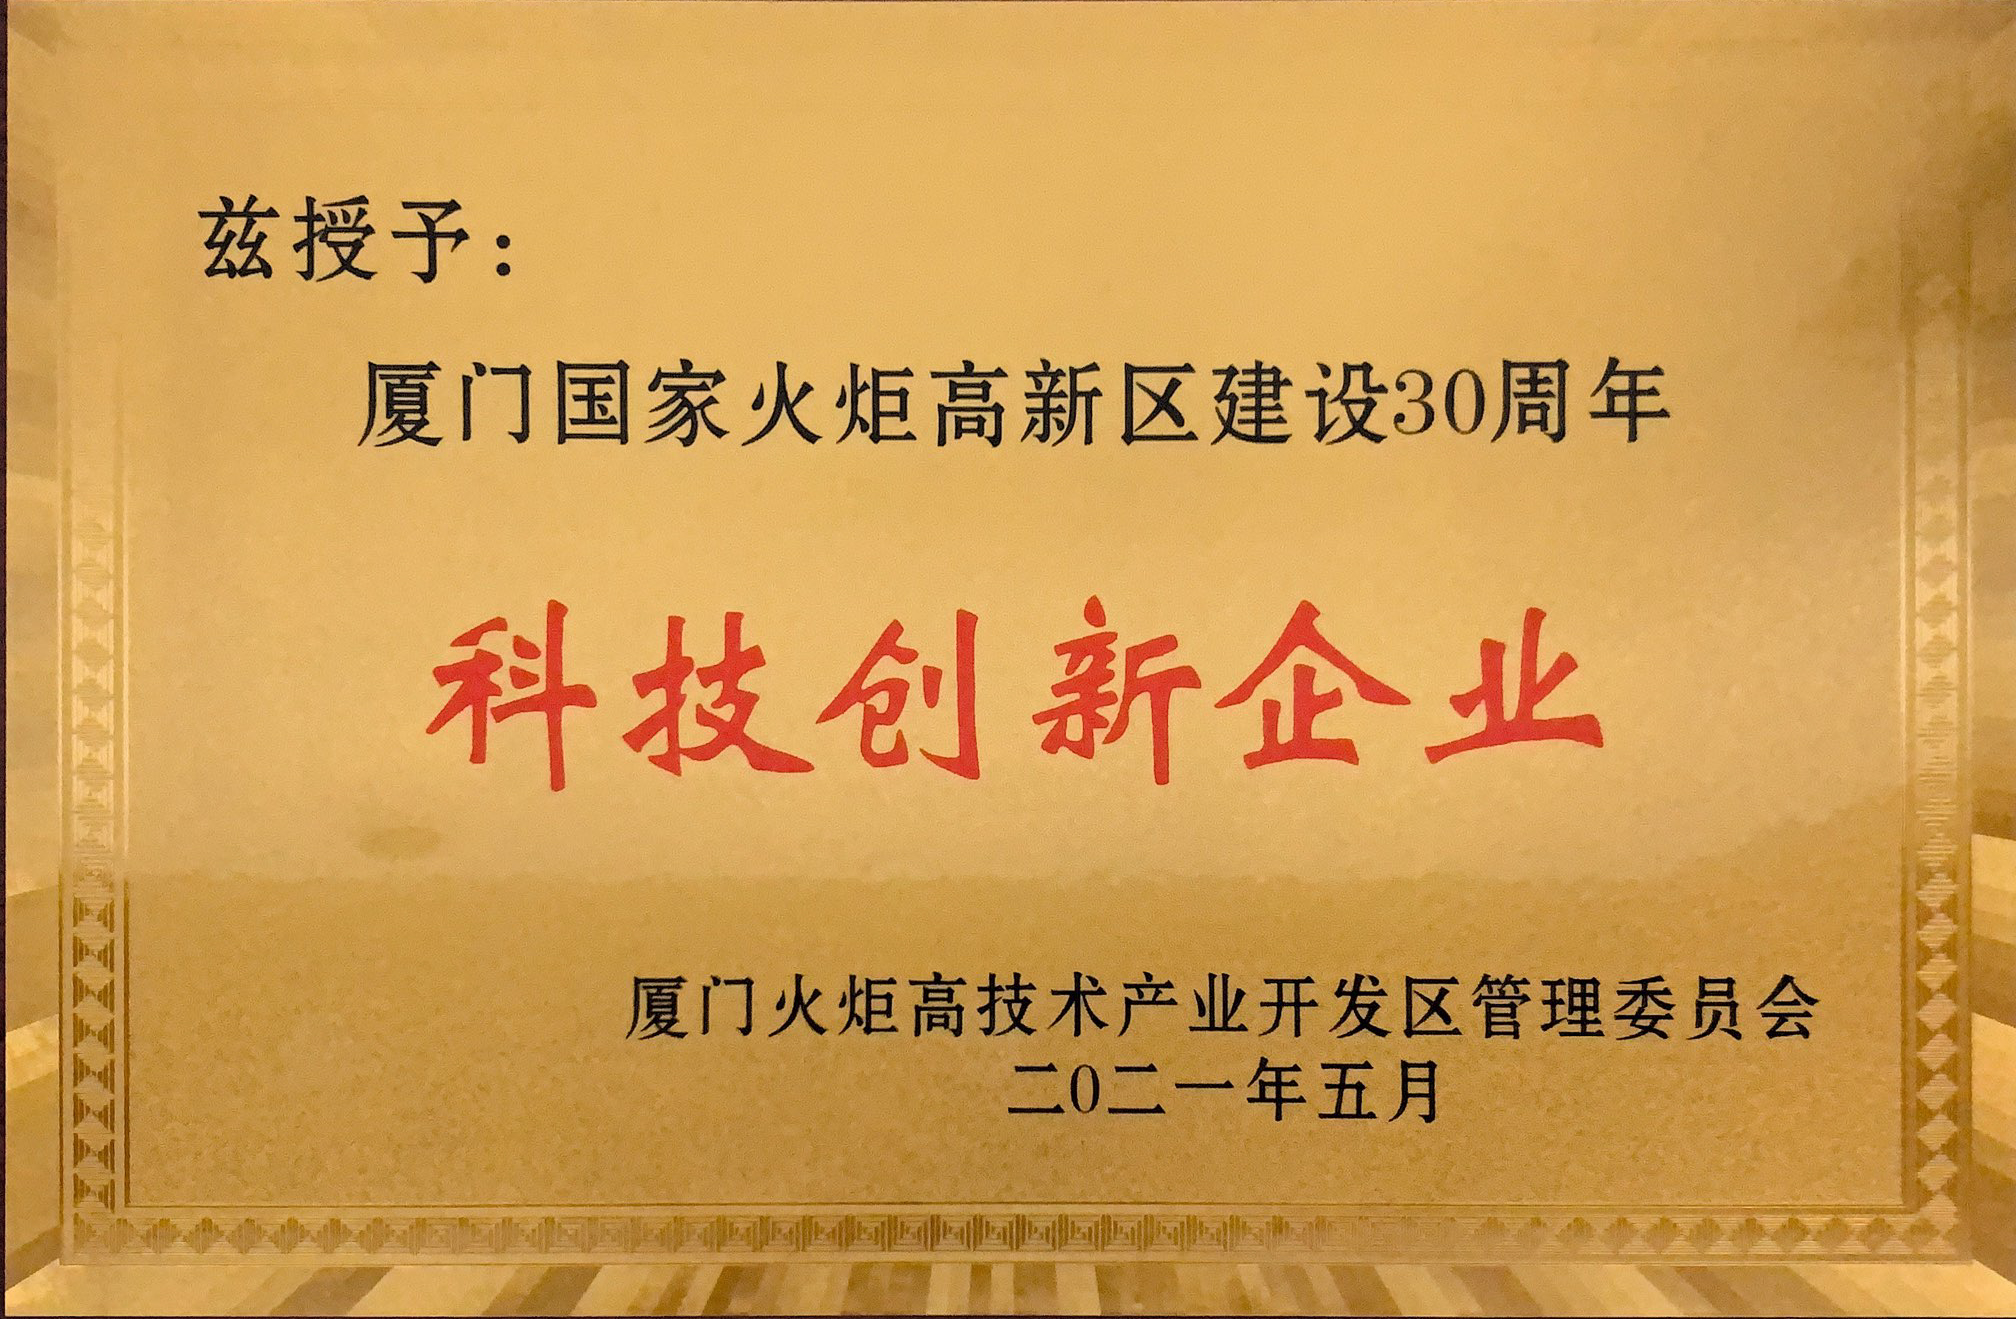 兹授予：
厦门国家火炬高新区建设30周年
科技创新企业
厦门火炬高技术产业开发区管理委员会
二0二一年五月